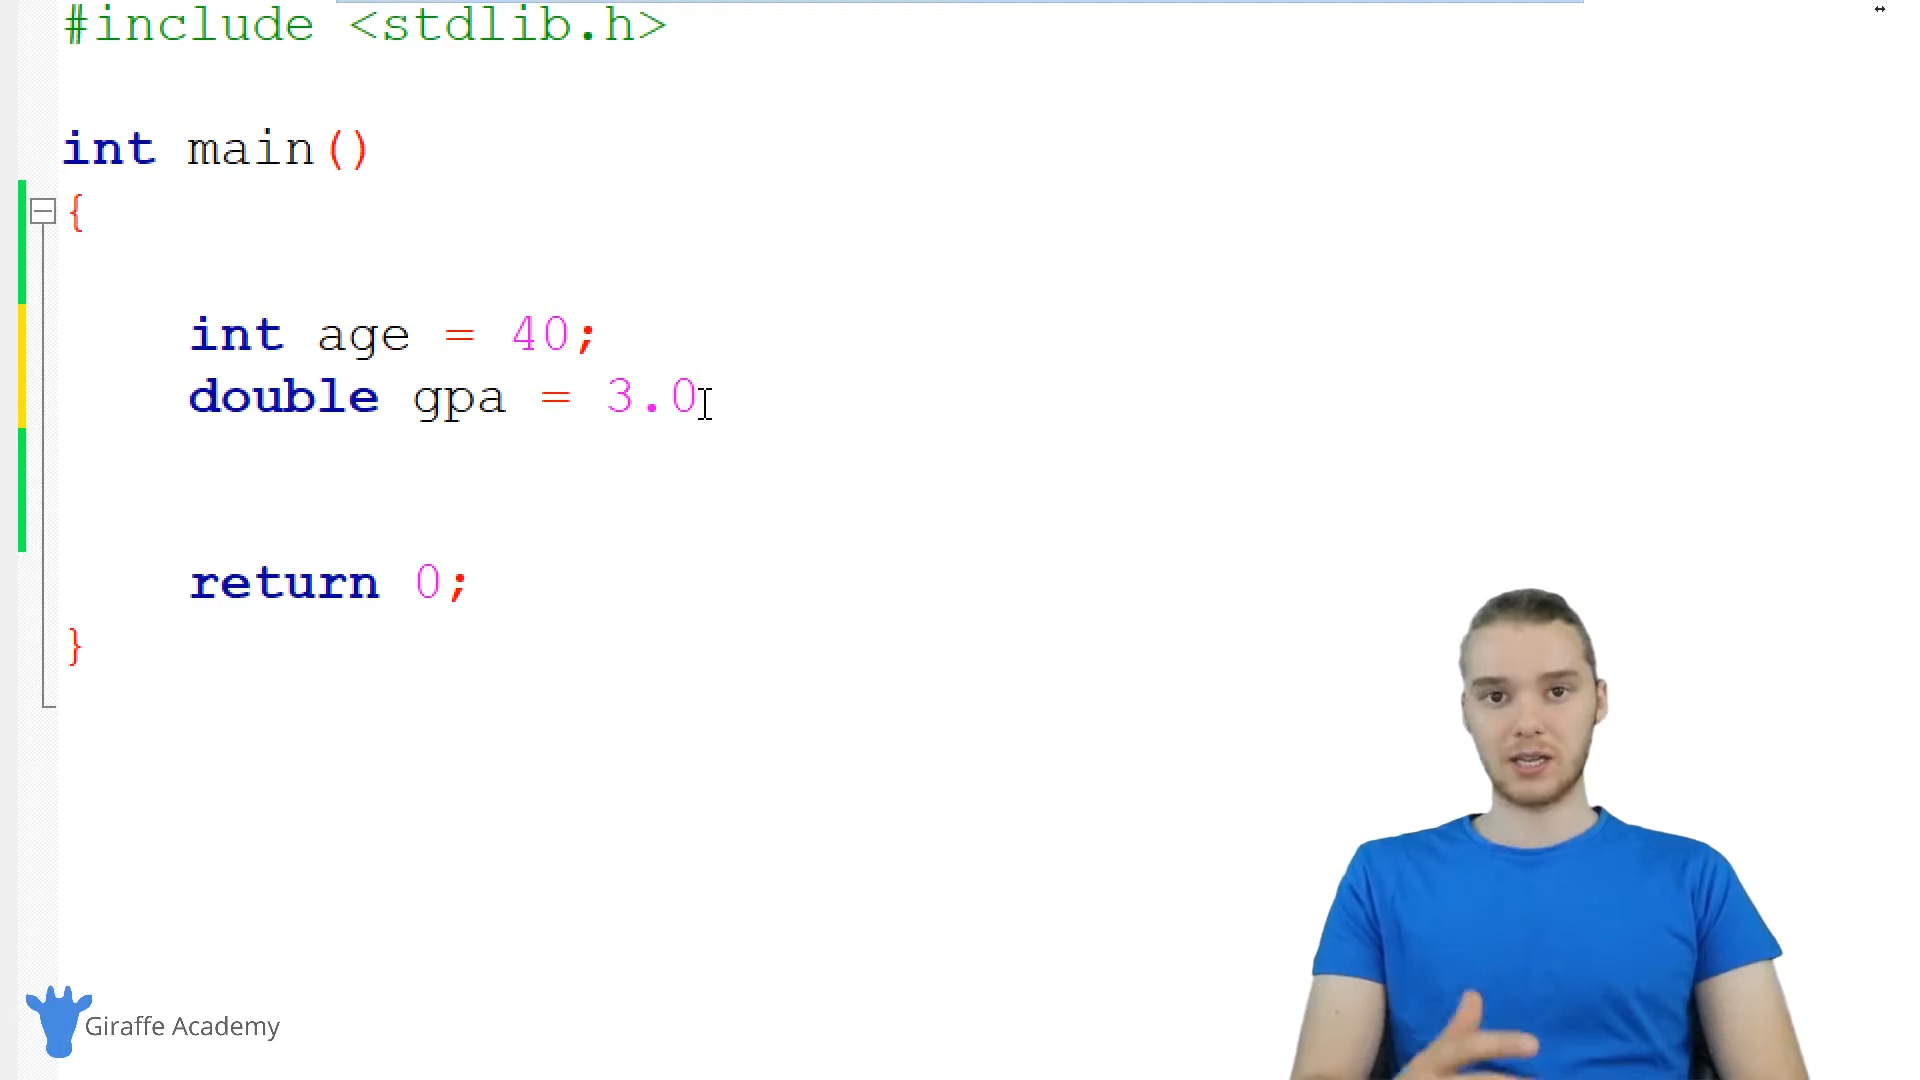 #include <stdlib.h>
int main()
{
int age = 40;
double gpa = 3.0
return 0;
}
Giraffe Academy